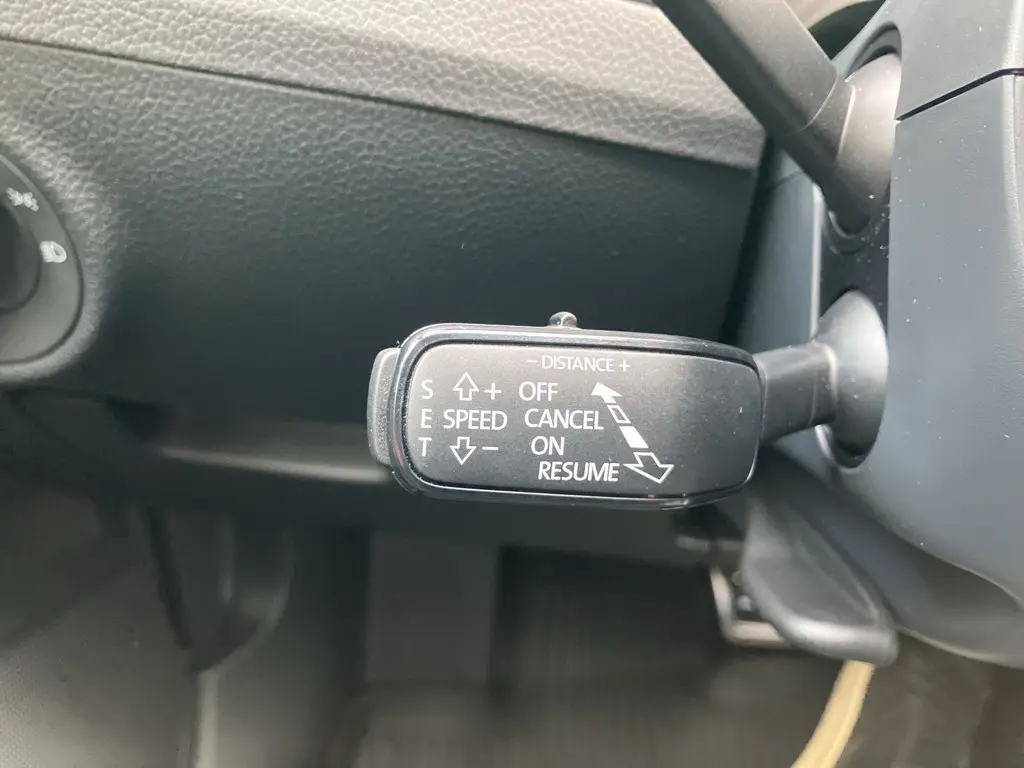 − DISTANCE +
S ⇧ + OFF
E SPEED CANCEL
T ⇩ − ON
RESUME